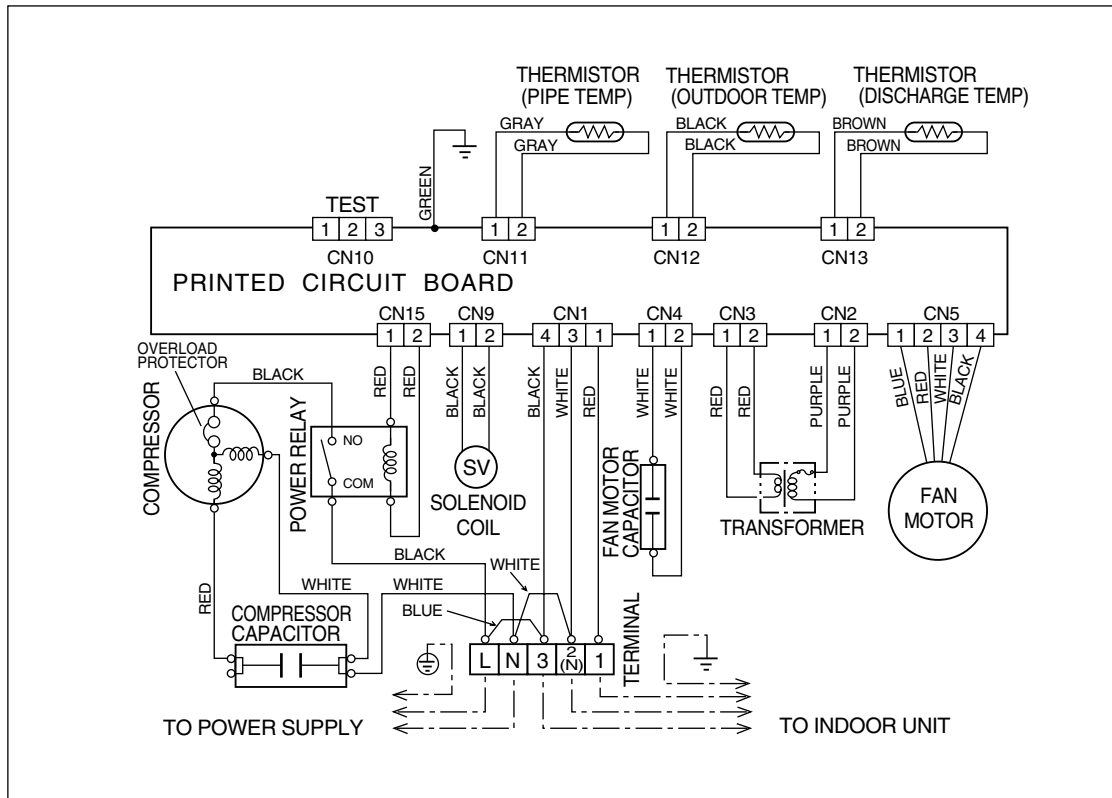 THERMISTOR
(PIPE TEMP)
THERMISTOR
(OUTDOOR TEMP)
THERMISTOR
(DISCHARGE TEMP)
GRAY
GRAY
BLACK
BLACK
BROWN
BROWN
GREEN
TEST
1 2 3
1 2
1 2
1 2
CN10
CN11
CN12
CN13
PRINTED CIRCUIT BOARD
CN15
CN9
CN1
CN4
CN3
CN2
CN5
1 2
1 2
4 3 1
1 2
1 2
1 2
1 2 3 4
OVERLOAD
PROTECTOR
BLACK
RED
RED
BLACK
BLACK
BLACK
WHITE
RED
WHITE
WHITE
RED
RED
PURPLE
PURPLE
BLUE
RED
WHITE
BLACK
COMPRESSOR
POWER RELAY
NO
COM
SV
SOLENOID
COIL
FAN MOTOR
CAPACITOR
TRANSFORMER
FAN
MOTOR
BLACK
WHITE
RED
WHITE
WHITE
BLUE
COMPRESSOR
CAPACITOR
L N 3 2 1
(N)
TERMINAL
TO POWER SUPPLY
TO INDOOR UNIT